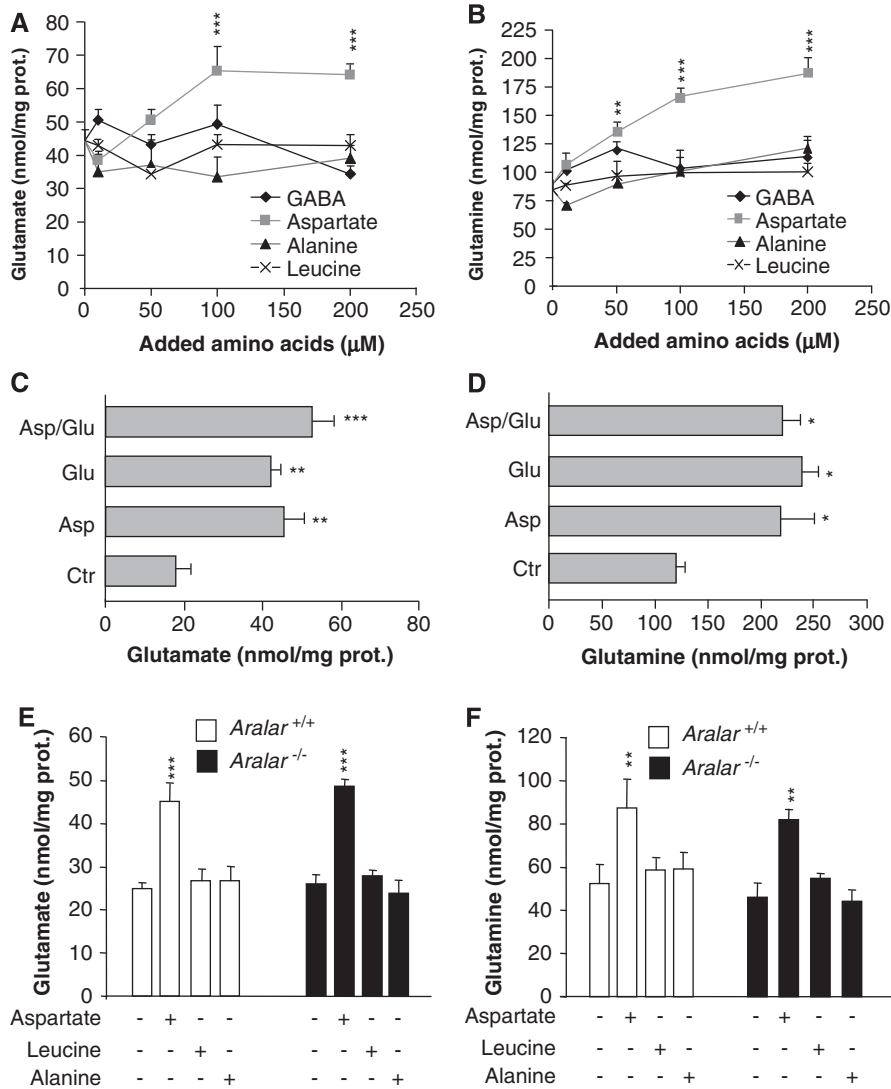 A
Glutamate (nmol/mg prot.)
80
70
60
50
40
30
20
10
0
0 50 100 150 200 250
***
***
GABA
Aspartate
Alanine
Leucine
Added amino acids (μM)
B
Glutamine (nmol/mg prot.)
225
200
175
150
125
100
75
50
25
0
0 50 100 150 200 250
**
***
***
GABA
Aspartate
Alanine
Leucine
Added amino acids (μM)
C
Asp/Glu ***
Glu **
Asp **
Ctr
0 20 40 60 80
Glutamate (nmol/mg prot.)
D
Asp/Glu *
Glu *
Asp *
Ctr
0 50 100 150 200 250 300
Glutamine (nmol/mg prot.)
E
Aralar +/+
Aralar -/-
Glutamate (nmol/mg prot.)
60
50
40
30
20
10
0
***
***
Aspartate - + - - - + - -
Leucine - - + - - - + -
Alanine - - - + - - - +
F
Aralar +/+
Aralar -/-
Glutamine (nmol/mg prot.)
120
100
80
60
40
20
0
**
**
Aspartate - + - - - + - -
Leucine - - + - - - + -
Alanine - - - + - - - +